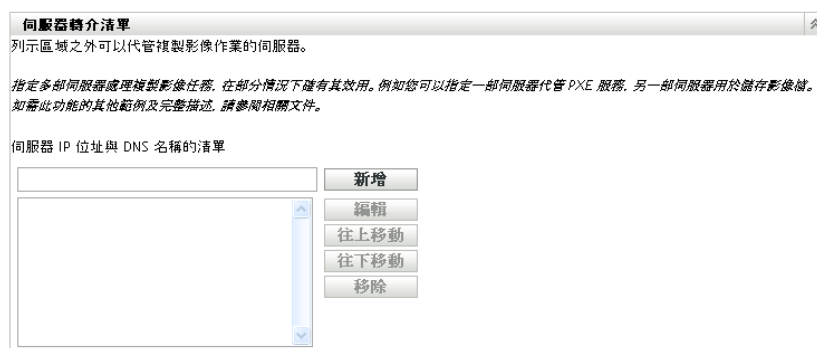 伺服器轉介清單
列示區域之外可以代管複製影像作業的伺服器。
指定多部伺服器處理複製影像任務, 在部分情況下確有其效用。例如您可以指定一部伺服器代管 PXE 服務, 另一部伺服器用於儲存影像檔。
如需此功能的其他範例及完整描述, 請參閱相關文件。
伺服器 IP 位址與 DNS 名稱的清單
新增
編輯
往上移動
往下移動
移除